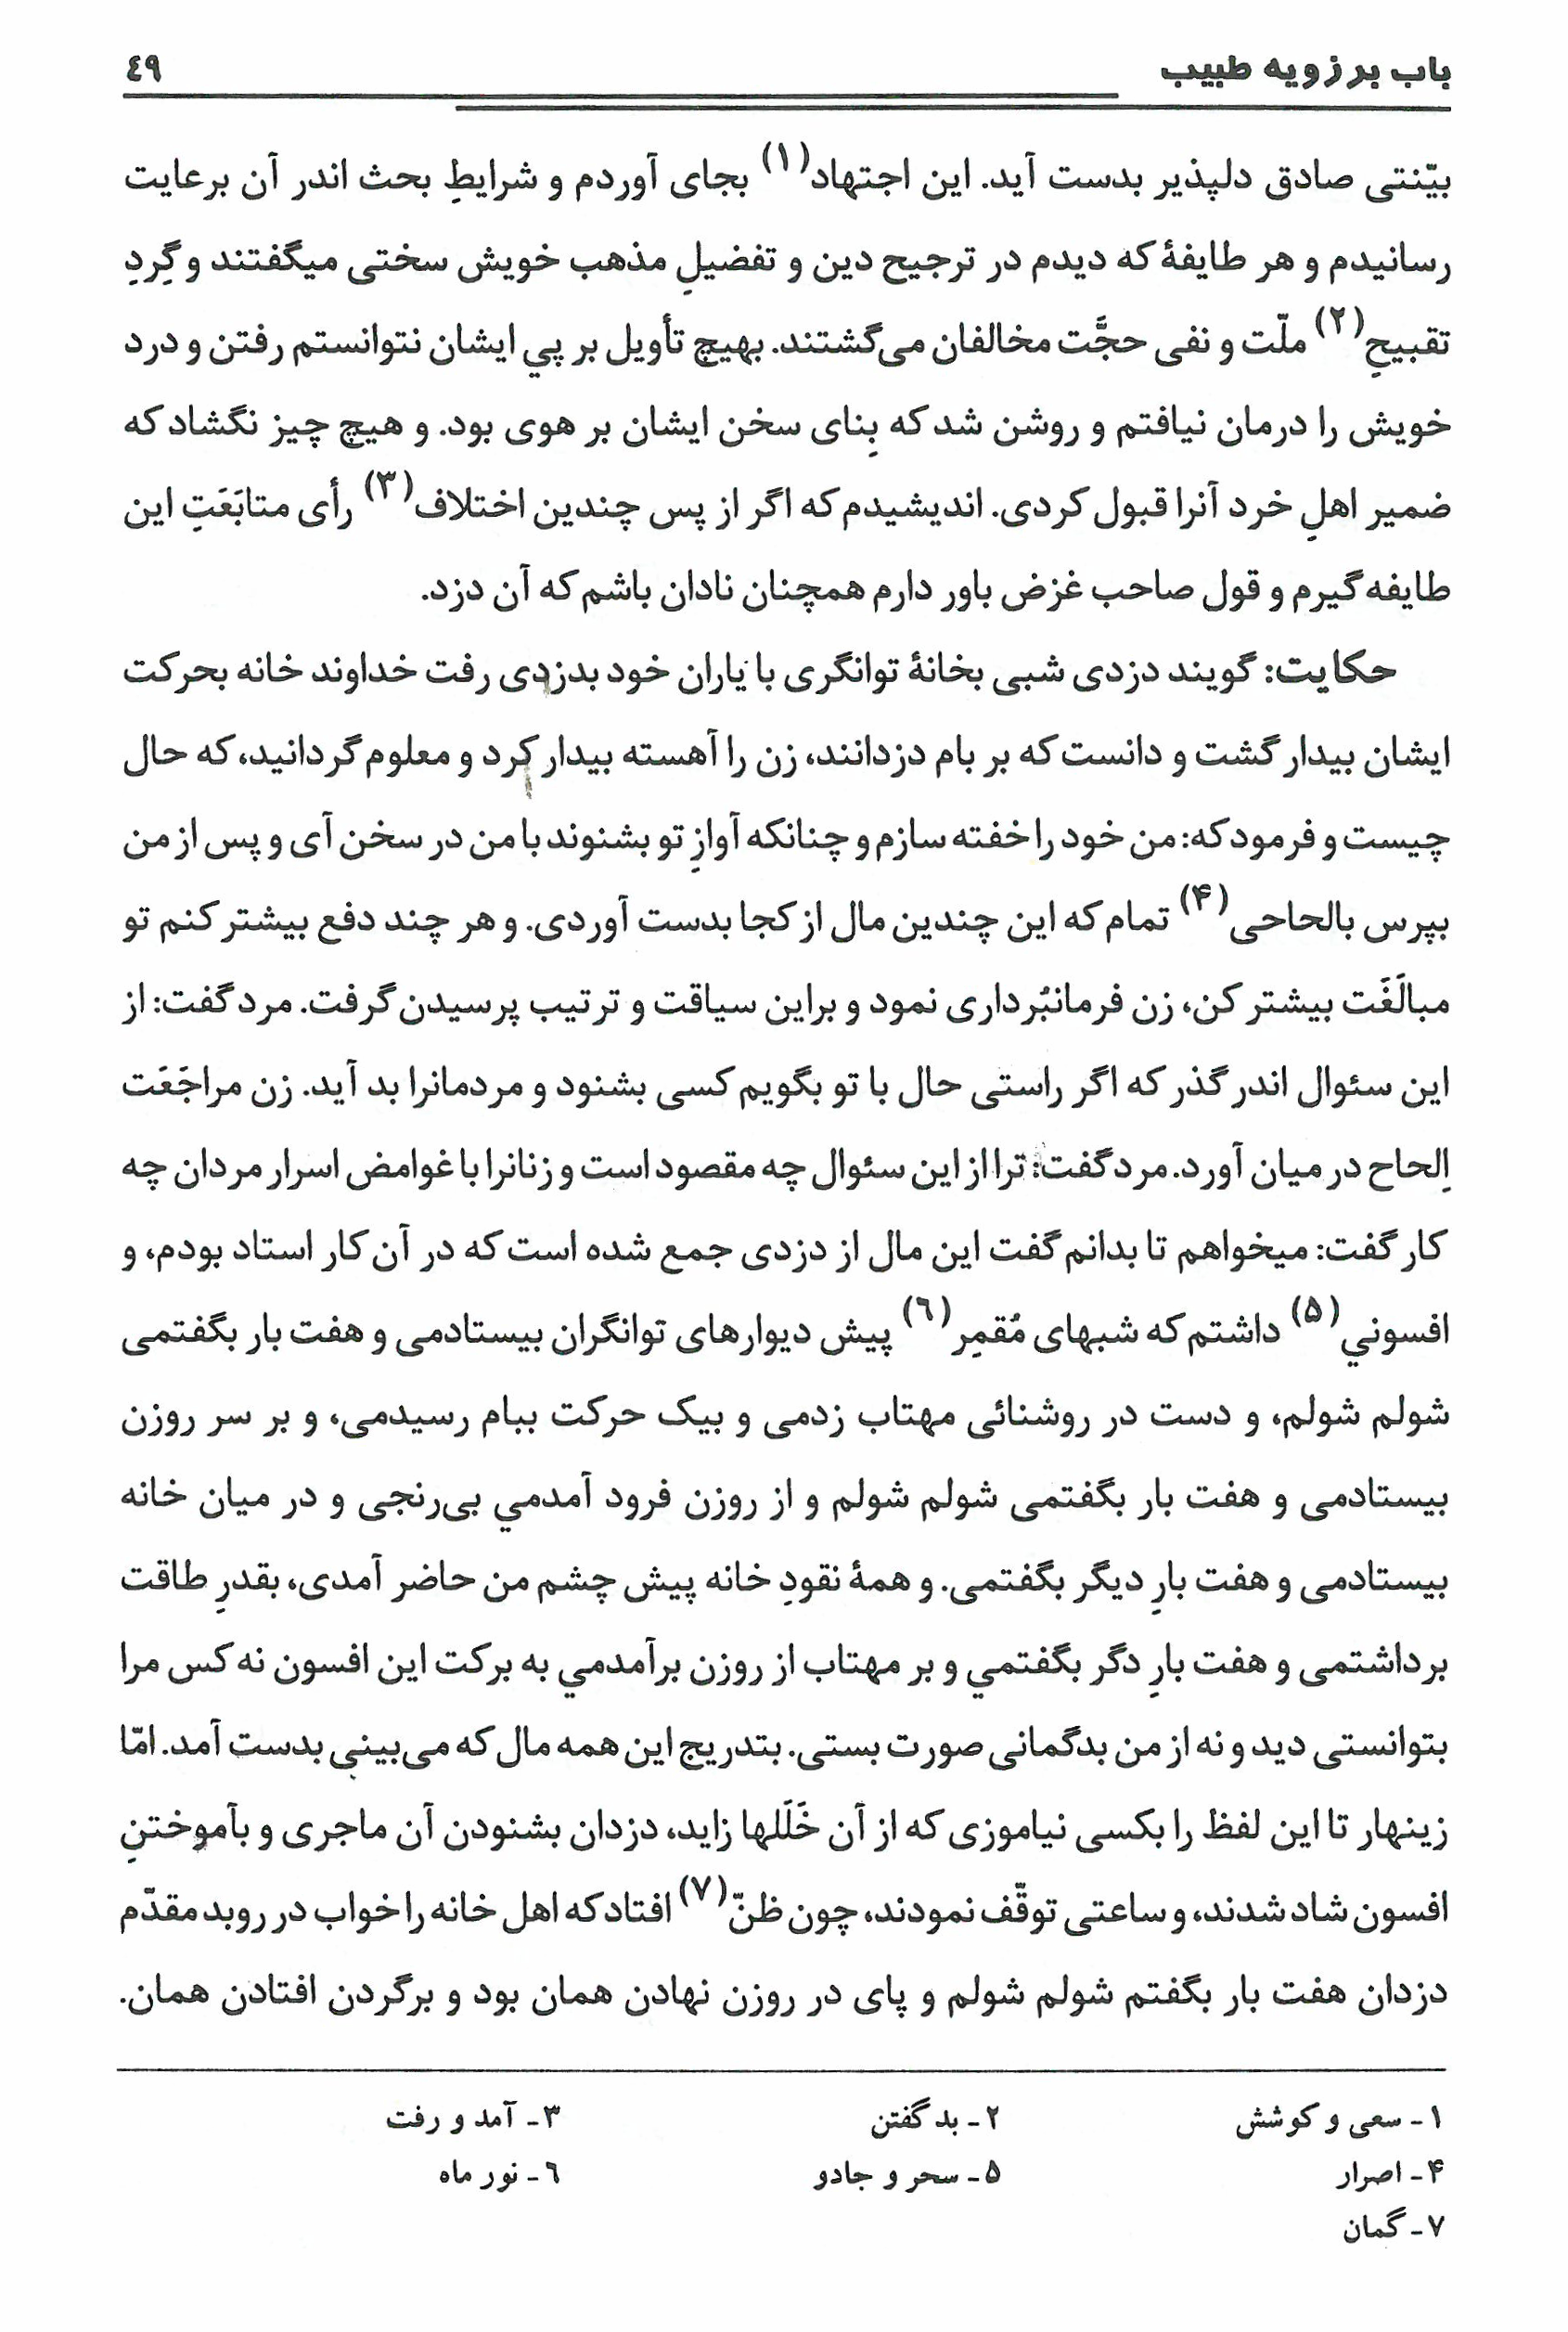 باب برزویه طبیب ٤٩
بیّنتی صادق دلپذیر بدست آید. این اجتهاد(۱) بجای آوردم و شرایطِ بحث اندر آن برعایت
رسانیدم و هر طایفۀ که دیدم در ترجیح دین و تفضیلِ مذهب خویش سختی میگفتند و گِردِ
تقبیحِ(۲) ملّت و نفی حجَّت مخالفان می‌گشتند. بهیچ تأویل بر پي ایشان نتوانستم رفتن و درد
خویش را درمان نیافتم و روشن شد که بِنای سخن ایشان بر هوی بود. و هیچ چیز نگشاد که
ضمیر اهلِ خرد آنرا قبول کردی. اندیشیدم که اگر از پس چندین اختلاف(۳) رأی متابَعَتِ این
طایفه گیرم و قول صاحب غزض باور دارم همچنان نادان باشم که آن دزد.
حکایت: گویند دزدی شبی بخانۀ توانگری با یاران خود بدزدی رفت خداوند خانه بحرکت
ایشان بیدار گشت و دانست که بر بام دزدانند، زن را آهسته بیدار کرد و معلوم گردانید، که حال
چیست و فرمود که: من خود را خفته سازم و چنانکه آوازِ تو بشنوند با من در سخن آی و پس از من
بپرس بالحاحی(۴) تمام که این چندین مال از کجا بدست آوردی. و هر چند دفع بیشتر کنم تو
مبالَغَت بیشتر کن، زن فرمانبُرداری نمود و براین سیاقت و ترتیب پرسیدن گرفت. مرد گفت: از
این سئوال اندر گذر که اگر راستی حال با تو بگویم کسی بشنود و مردمانرا بد آید. زن مراجَعَت
اِلحاح در میان آورد. مرد گفت: ترا از این سئوال چه مقصود است و زنانرا با غوامض اسرار مردان چه
کار گفت: میخواهم تا بدانم گفت این مال از دزدی جمع شده است که در آن کار استاد بودم، و
افسوني(۵) داشتم که شبهای مُقمِر(٦) پیش دیوارهای توانگران بیستادمی و هفت بار بگفتمی
شولم شولم، و دست در روشنائی مهتاب زدمی و بیک حرکت ببام رسیدمی، و بر سر روزن
بیستادمی و هفت بار بگفتمی شولم شولم و از روزن فرود آمدمي بی‌رنجی و در میان خانه
بیستادمی و هفت بارِ دیگر بگفتمی. و همۀ نقودِ خانه پیش چشم من حاضر آمدی، بقدرِ طاقت
برداشتمی و هفت بارِ دگر بگفتمي و بر مهتاب از روزن برآمدمي به برکت این افسون نه کس مرا
بتوانستی دید و نه از من بدگمانی صورت بستی. بتدریج این همه مال که می‌بینی بدست آمد. امّا
زینهار تا این لفظ را بکسی نیاموزی که از آن خَلَلها زاید، دزدان بشنودن آن ماجری و بآموختنِ
افسون شاد شدند، و ساعتی توقّف نمودند، چون ظنّ(۷) افتاد که اهل خانه را خواب در روبد مقدّم
دزدان هفت بار بگفتم شولم شولم و پای در روزن نهادن همان بود و برگردن افتادن همان.
۱- سعی و کوشش ۲- بد گفتن ۳- آمد و رفت
۴- اصرار ۵- سحر و جادو ٦- نور ماه
۷- گمان